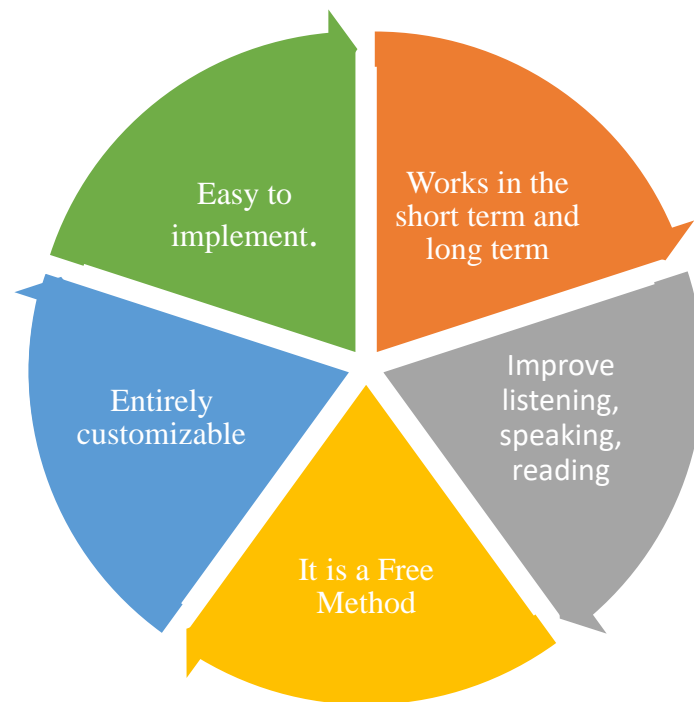 Easy to
implement.
Works in the
short term and
long term
Improve
listening,
speaking,
reading
It is a Free
Method
Entirely
customizable